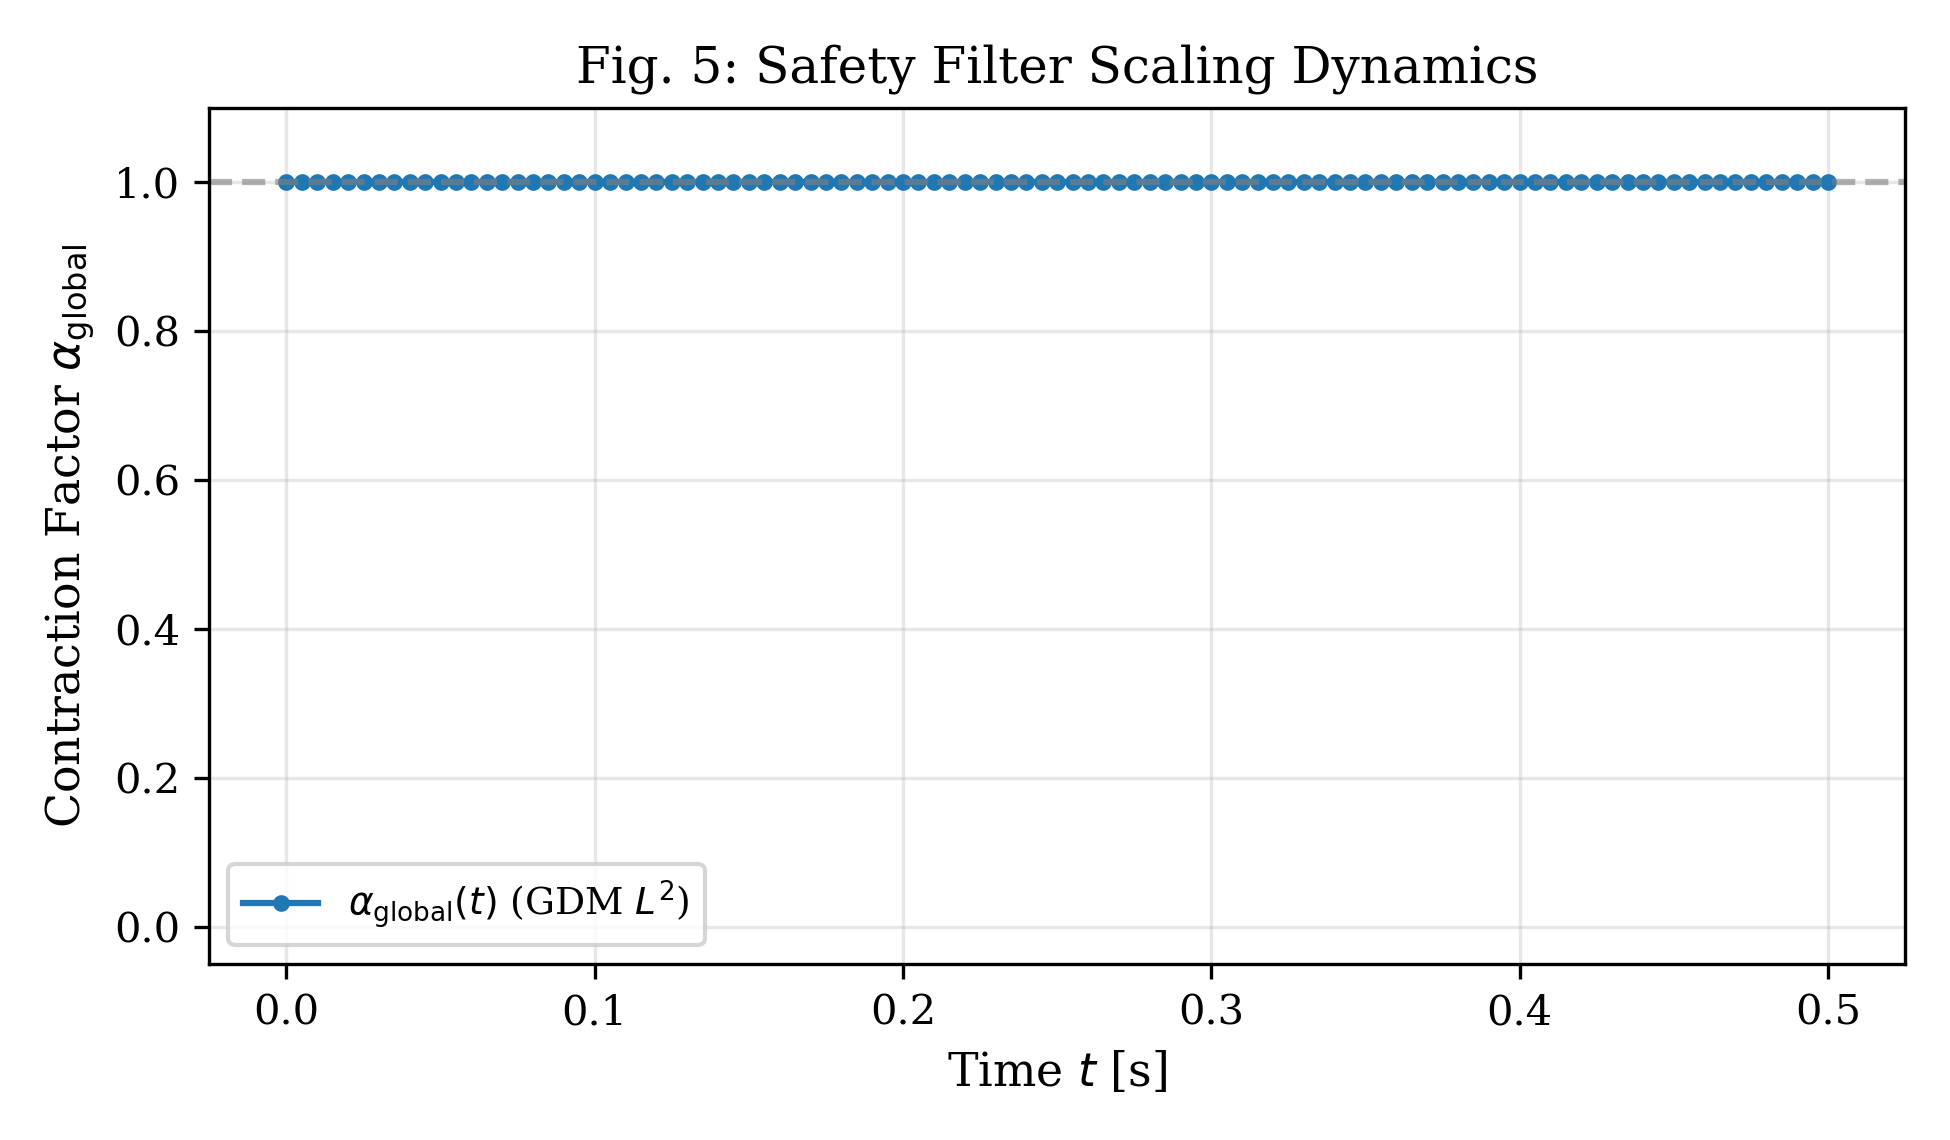 Fig. 5: Safety Filter Scaling Dynamics
Contraction Factor α_global
1.0
0.8
0.6
0.4
0.2
0.0
α_global(t) (GDM L²)
0.0 0.1 0.2 0.3 0.4 0.5
Time t [s]